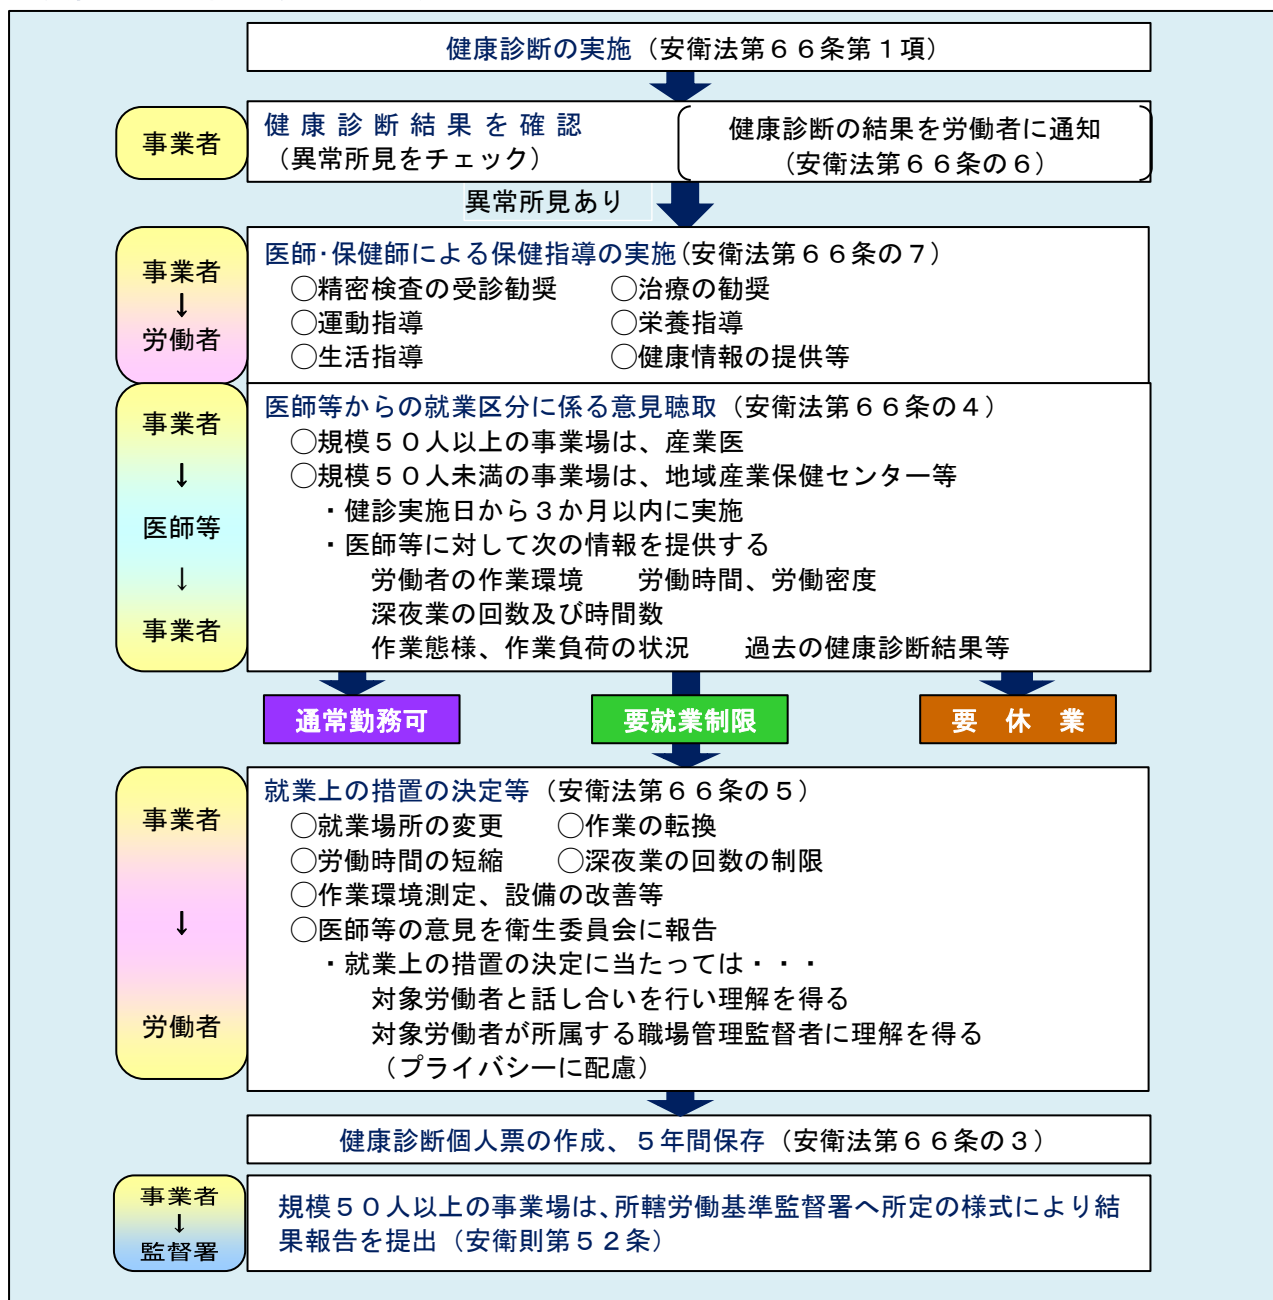 健康診断の実施（安衛法第６６条第１項）
事業者
健康診断結果を確認
（異常所見をチェック）
健康診断の結果を労働者に通知
（安衛法第６６条の６）
異常所見あり
事業者
↓
労働者
医師･保健師による保健指導の実施(安衛法第６６条の７）
○精密検査の受診勧奨　　○治療の勧奨
○運動指導　　　　　　　○栄養指導
○生活指導　　　　　　　○健康情報の提供等
事業者
↓
医師等
↓
事業者
医師等からの就業区分に係る意見聴取（安衛法第６６条の４）
○規模５０人以上の事業場は、産業医
○規模５０人未満の事業場は、地域産業保健センター等
・健診実施日から３か月以内に実施
・医師等に対して次の情報を提供する
労働者の作業環境　　労働時間、労働密度
深夜業の回数及び時間数
作業態様、作業負荷の状況　　過去の健康診断結果等
通常勤務可
要就業制限
要　休　業
事業者
↓
労働者
就業上の措置の決定等（安衛法第６６条の５）
○就業場所の変更　　○作業の転換
○労働時間の短縮　　○深夜業の回数の制限
○作業環境測定、設備の改善等
○医師等の意見を衛生委員会に報告
・就業上の措置の決定に当たっては・・・
対象労働者と話し合いを行い理解を得る
対象労働者が所属する職場管理監督者に理解を得る
（プライバシーに配慮）
健康診断個人票の作成、５年間保存（安衛法第６６条の３）
事業者
↓
監督署
規模５０人以上の事業場は、所轄労働基準監督署へ所定の様式により結
果報告を提出（安衛則第５２条）